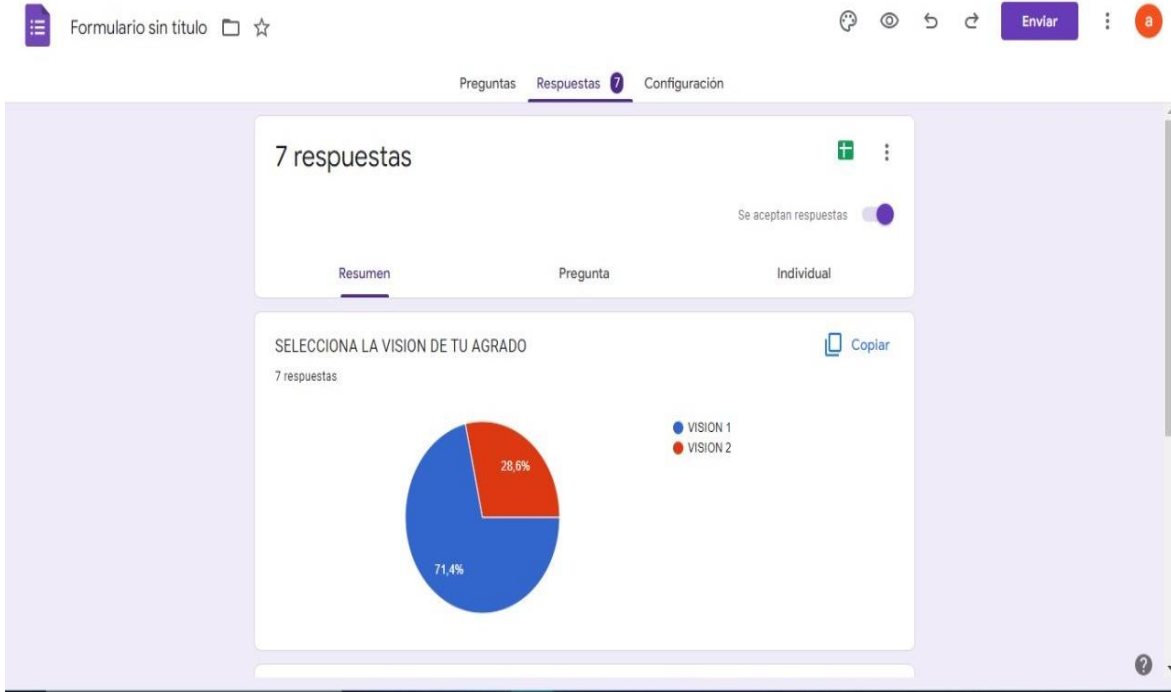 Formulario sin título
Enviar
a
Preguntas Respuestas 7 Configuración
7 respuestas
Se aceptan respuestas
Resumen Pregunta Individual
SELECCIONA LA VISION DE TU AGRADO
Copiar
7 respuestas
VISION 1
VISION 2
28,6%
71,4%